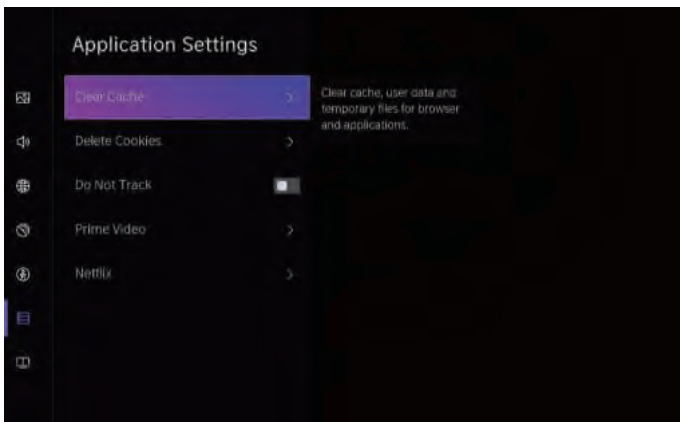 Application Settings
Clear Cache
Clear cache, user data and
temporary files for browser
and applications.
Delete Cookies
Do Not Track
Prime Video
Netflix